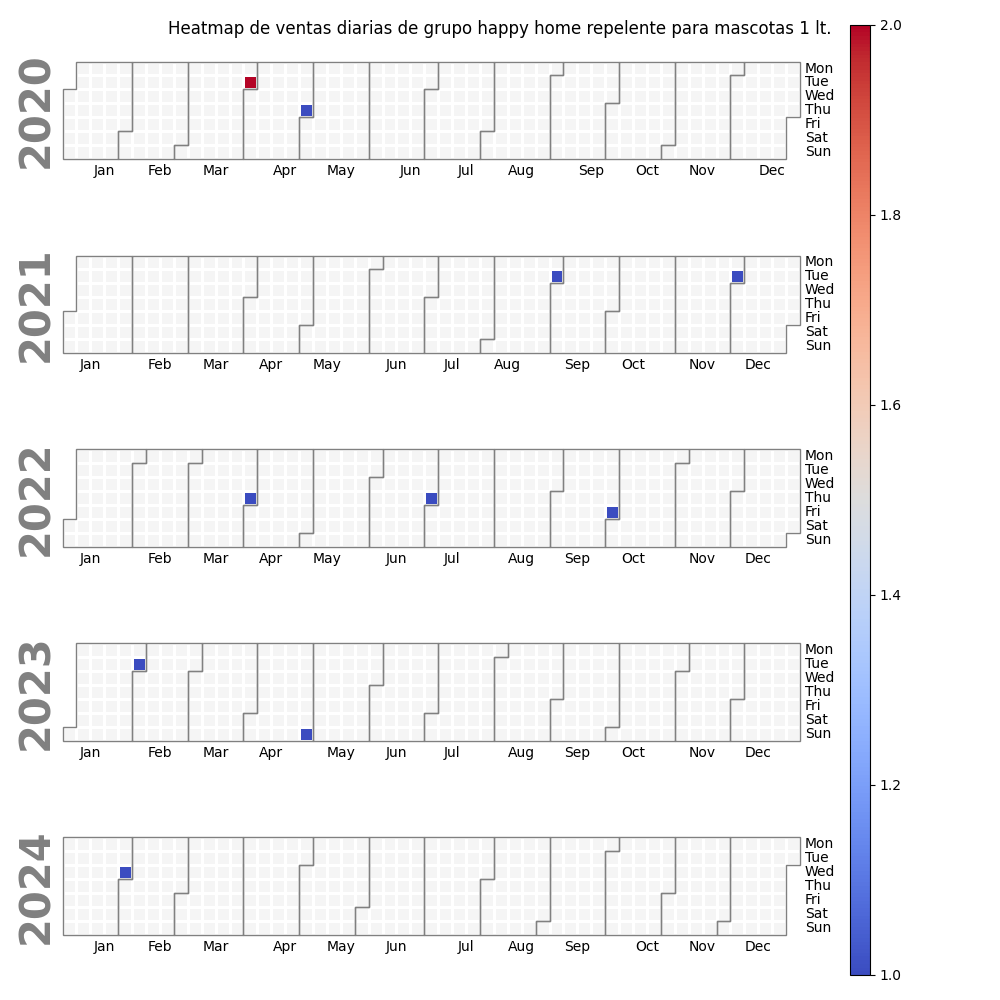 Heatmap de ventas diarias de grupo happy home repelente para mascotas 1 lt.
2020
Mon
Tue
Wed
Thu
Fri
Sat
Sun
Jan Feb Mar Apr May Jun Jul Aug Sep Oct Nov Dec
2021
Mon
Tue
Wed
Thu
Fri
Sat
Sun
Jan Feb Mar Apr May Jun Jul Aug Sep Oct Nov Dec
2022
Mon
Tue
Wed
Thu
Fri
Sat
Sun
Jan Feb Mar Apr May Jun Jul Aug Sep Oct Nov Dec
2023
Mon
Tue
Wed
Thu
Fri
Sat
Sun
Jan Feb Mar Apr May Jun Jul Aug Sep Oct Nov Dec
2024
Mon
Tue
Wed
Thu
Fri
Sat
Sun
Jan Feb Mar Apr May Jun Jul Aug Sep Oct Nov Dec
2.0
1.8
1.6
1.4
1.2
1.0